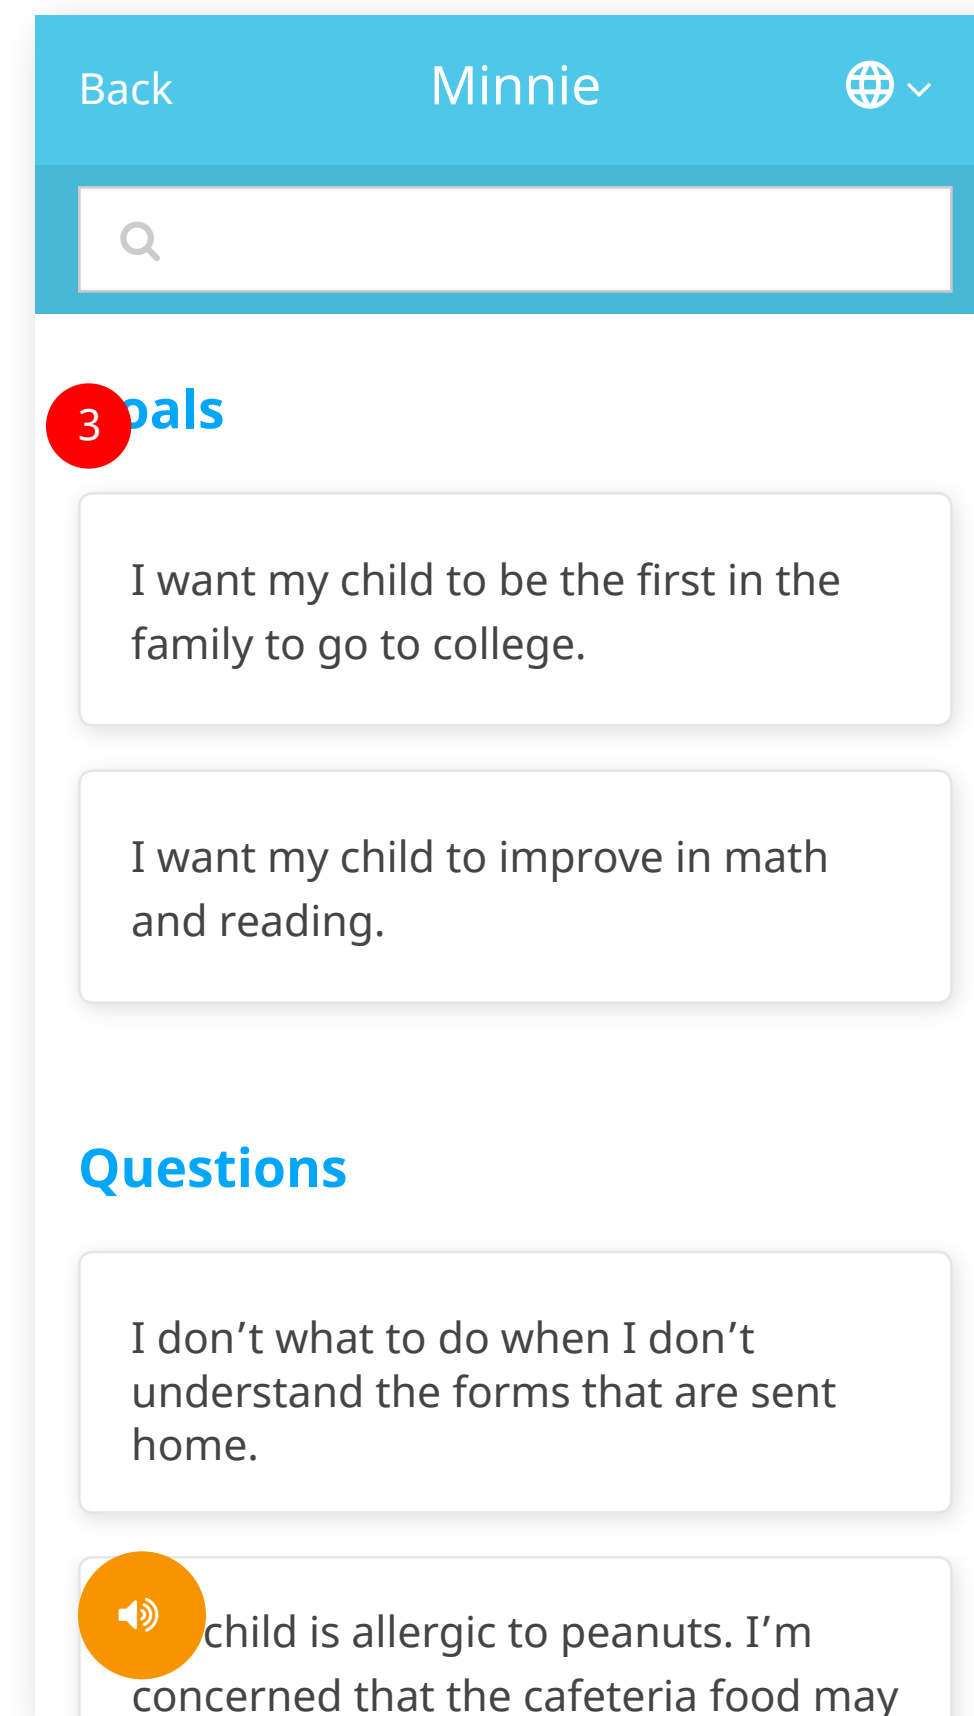 Back Minnie
3 oals
I want my child to be the first in the
family to go to college.
I want my child to improve in math
and reading.
Questions
I don’t what to do when I don’t
understand the forms that are sent
home.
child is allergic to peanuts. I’m
concerned that the cafeteria food may